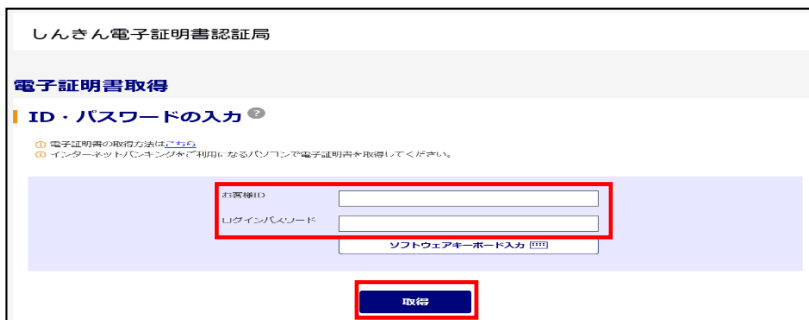 しんきん電子証明書認証局
電子証明書取得
ID・パスワードの入力 ?
① 電子証明書の取得方法はこちら
① インターネットバンキングをご利用になるパソコンで電子証明書を取得してください。
お客様ID
ログインパスワード
ソフトウェアキーボード入力
取得